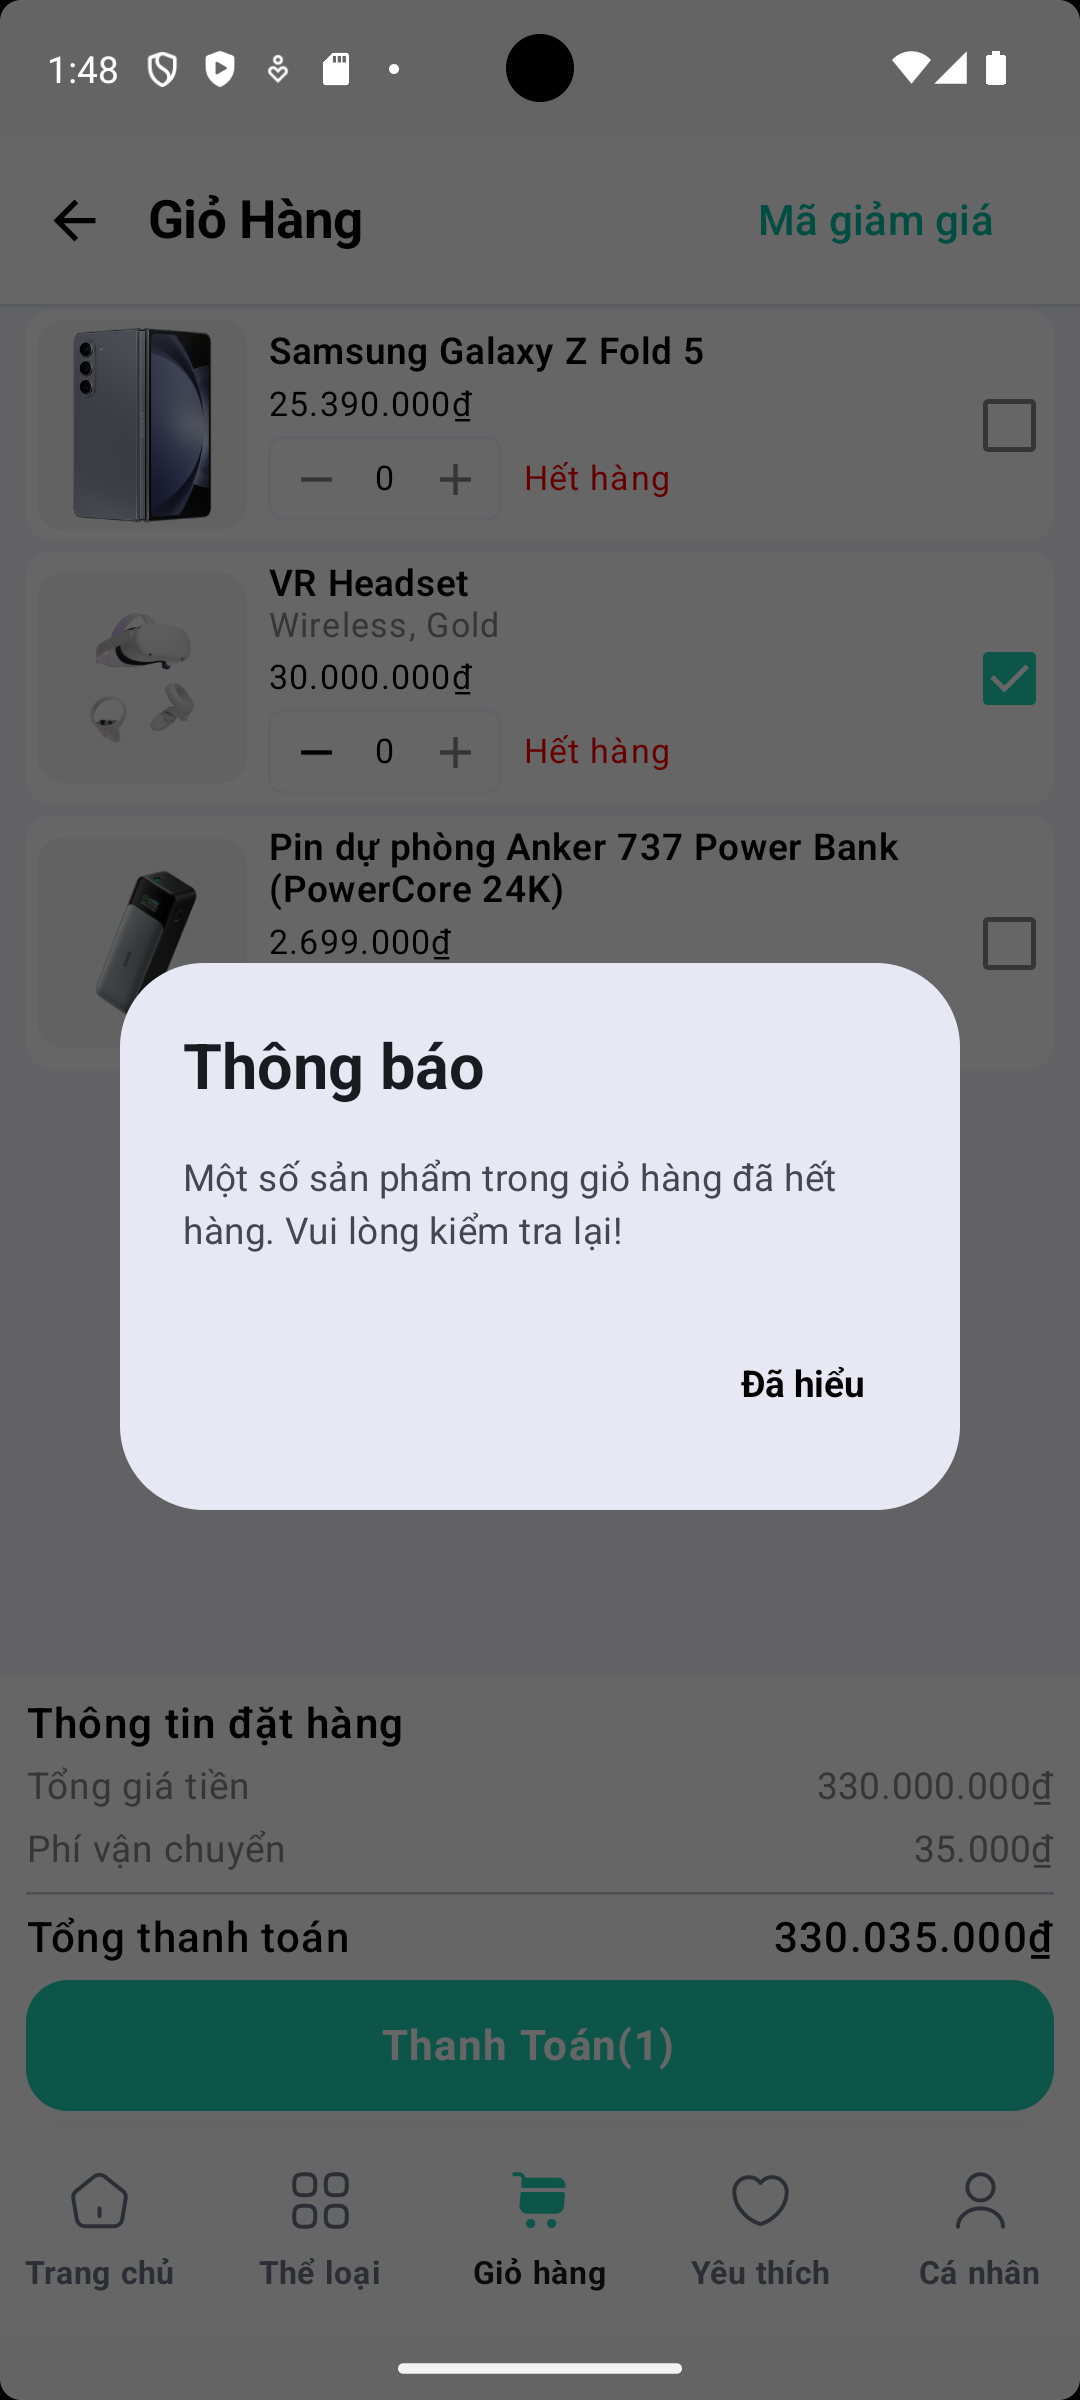 1:48
Giỏ Hàng
Mã giảm giá
Samsung Galaxy Z Fold 5
25.390.000₫
0
Hết hàng
VR Headset
Wireless, Gold
30.000.000₫
0
Hết hàng
Pin dự phòng Anker 737 Power Bank
(PowerCore 24K)
2.699.000₫
Thông báo
Một số sản phẩm trong giỏ hàng đã hết
hàng. Vui lòng kiểm tra lại!
Đã hiểu
Thông tin đặt hàng
Tổng giá tiền 330.000.000₫
Phí vận chuyển 35.000₫
Tổng thanh toán 330.035.000₫
Thanh Toán(1)
Trang chủ Thể loại Giỏ hàng Yêu thích Cá nhân